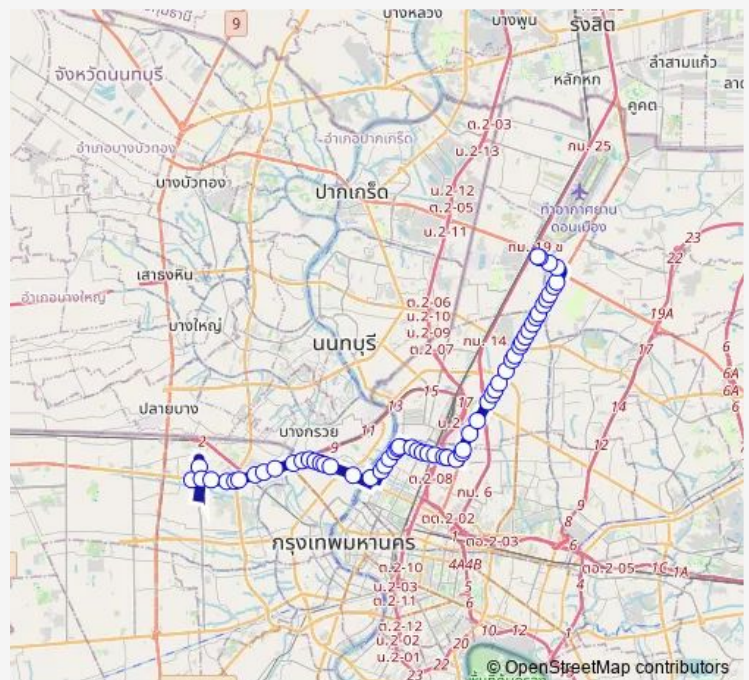 บางหลวง
บางพูน
รังสิต
9
ลำสามแก้ว
จังหวัดนนทบุรี
หลักหก
คูคต
ต.2-03
น.2-13
กม. 25
อำเภอปากเกร็ด
อำเภอบางบัวทอง
บางบัวทอง
ปากเกร็ด
น.2-12
ต.2-05
น.2-11
ท่าอากาศยาน
ดอนเมือง
กม. 19 ข
23
22
เสาธงหิน
อำเภอบางใหญ่
บางใหญ่
ต.2-06
น.2-10
น.2-09
ต.2-07
19A
17
6
นนทบุรี
กม. 14
6A
6A
ปลายบาง
15
13
17
14
น.2
บางกรวย
11
9
2
12
ต.2-08
กม. 6
9
8
ตต.2-02
กรุงเทพมหานคร
1
ตอ.2-03
6
ต.2-10
4A4B
ตอ.2-05
1C
1A
น.2-03
5
4
น.2-11
6
5
ต.2-12
น.2-02
10
12
1
น.2-01
20
22
23
© OpenStreetMap contributors